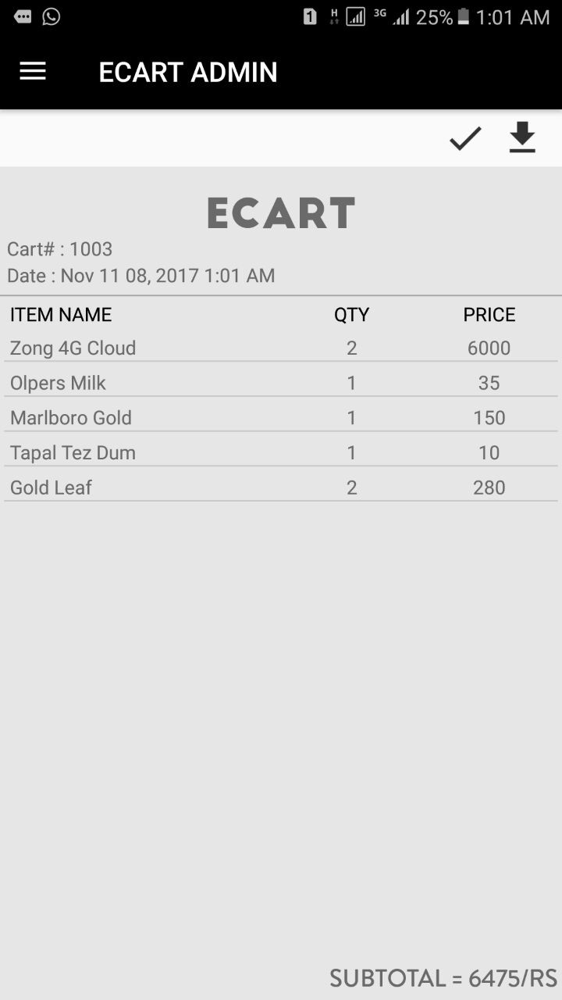 1 H 3G 25% 1:01 AM
ECART ADMIN
ECART
Cart# : 1003
Date : Nov 11 08, 2017 1:01 AM
ITEM NAME QTY PRICE
Zong 4G Cloud 2 6000
Olpers Milk 1 35
Marlboro Gold 1 150
Tapal Tez Dum 1 10
Gold Leaf 2 280
SUBTOTAL = 6475/RS